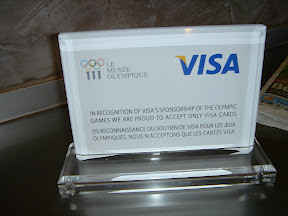 LE
MUSÉE
OLYMPIQUE
VISA
IN RECOGNITION OF VISA'S SPONSORSHIP OF THE OLYMPIC
GAMES WE ARE PROUD TO ACCEPT ONLY VISA CARDS
EN RECONNAISSANCE DU SOUTIEN DE VISA POUR LES JEUX
OLYMPIQUES, NOUS N'ACCEPTONS QUE LES CARTES VISA